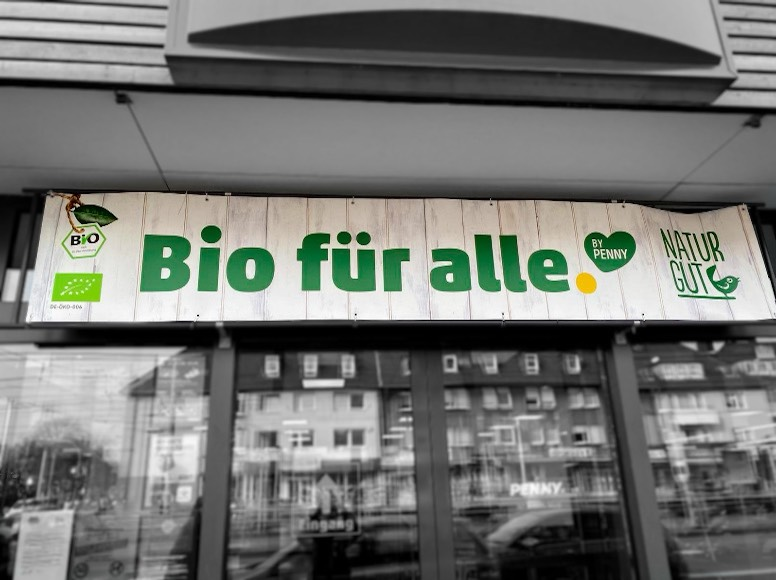 BiO
DE-ÖKO-006
Bio für alle.
BY
PENNY
NATUR
GUT
PENNY.
Eingang